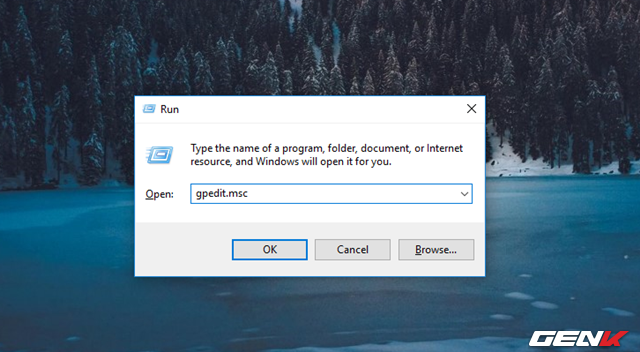 Run
Type the name of a program, folder, document, or Internet
resource, and Windows will open it for you.
Open:
gpedit.msc
OK
Cancel
Browse...
GENK